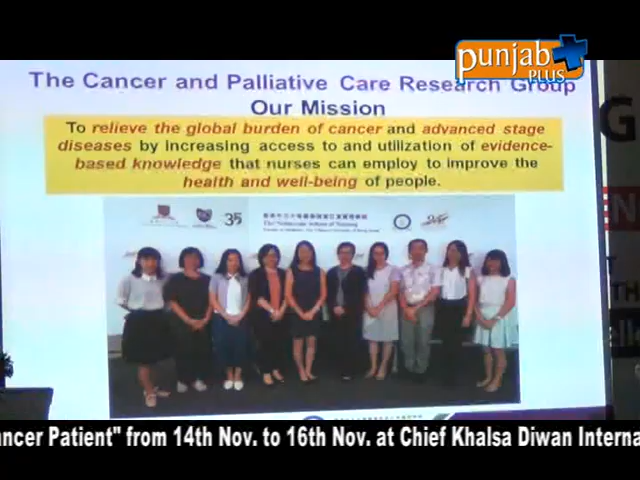 punjab
PLUS
The Cancer and Palliative Care Research Group
Our Mission
To relieve the global burden of cancer and advanced stage
diseases by increasing access to and utilization of evidence-
based knowledge that nurses can employ to improve the
health and well-being of people.
35
ancer Patient" from 14th Nov. to 16th Nov. at Chief Khalsa Diwan Interna